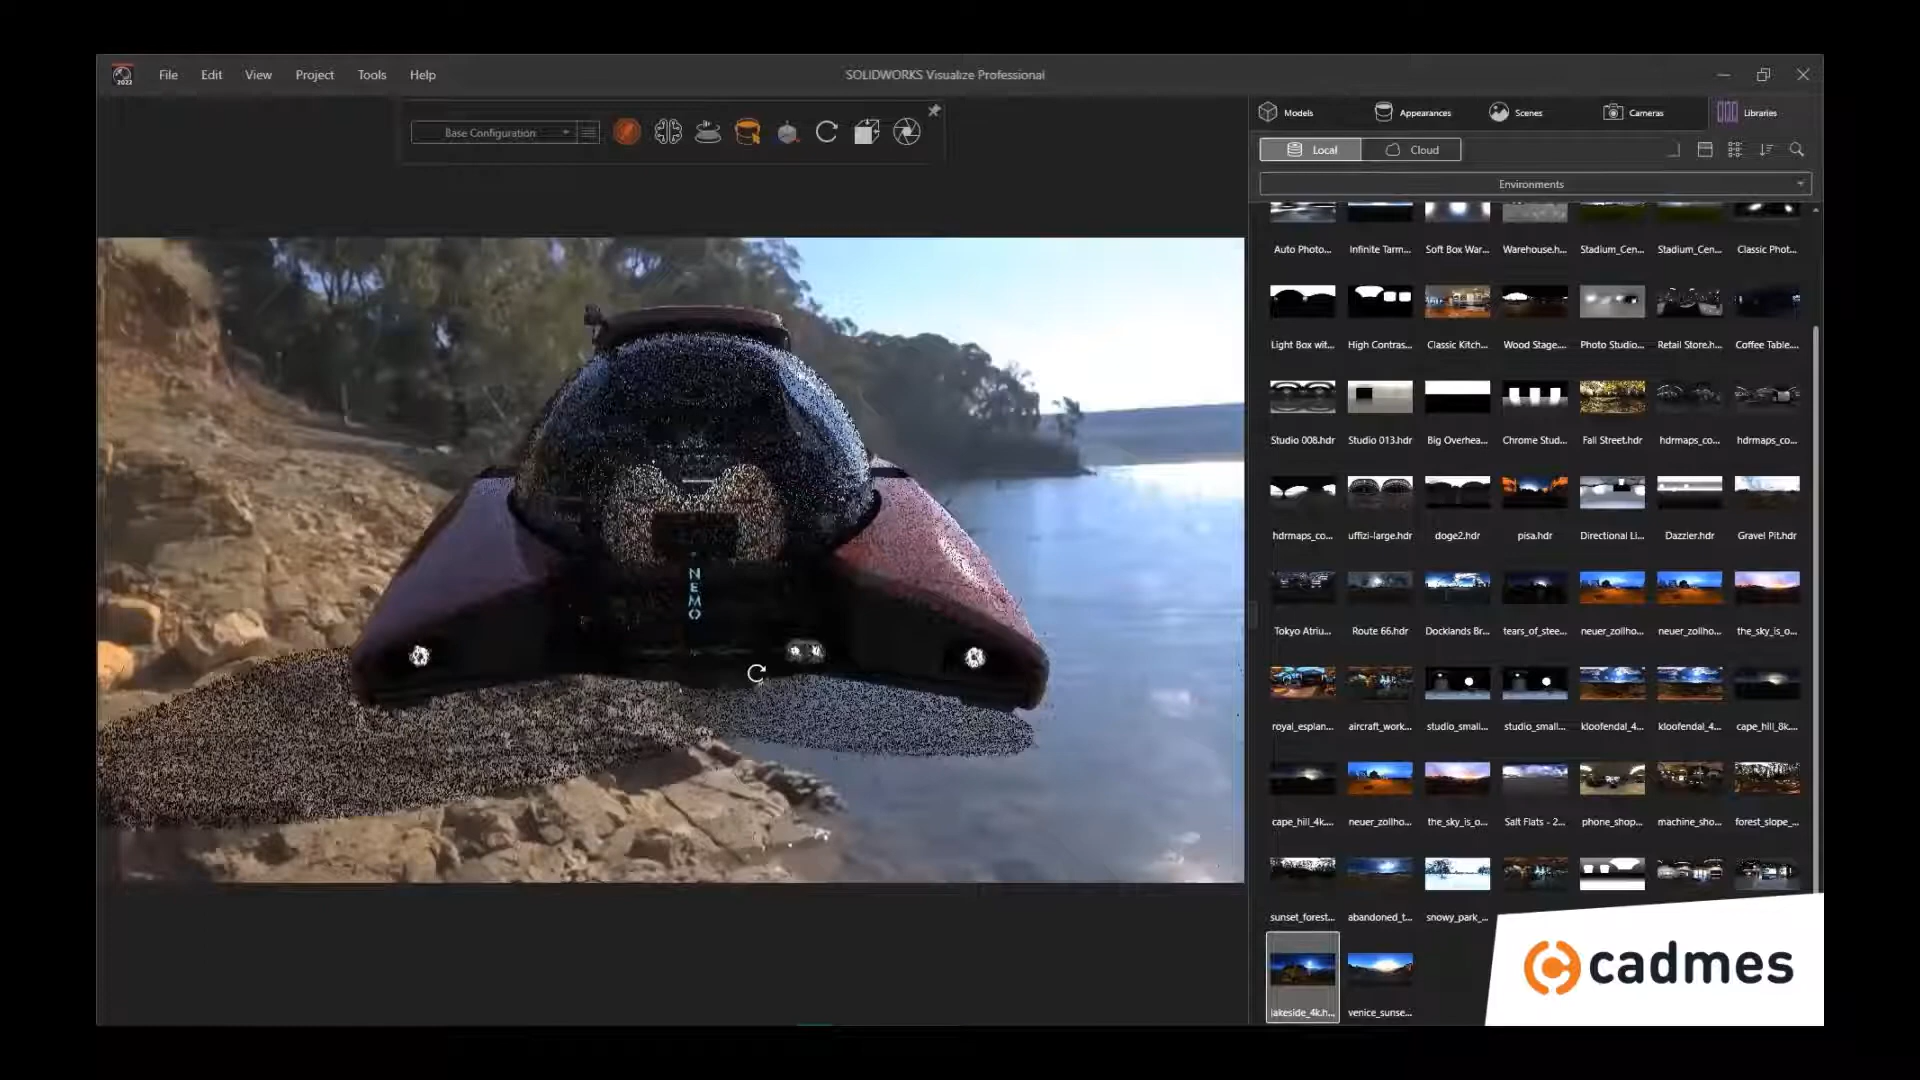 2022 File Edit View Project Tools Help SOLIDWORKS Visualize Professional
Base Configuration
Models Appearances Scenes Cameras Libraries
Local Cloud
Environments
Auto Photo... Infinite Tarm... Soft Box War... Warehouse.h... Stadium_Cen... Stadium_Cen... Classic Phot...
Light Box wit... High Contras... Classic Kitch... Wood Stage.... Photo Studio... Retail Store.h... Coffee Table....
Studio 008.hdr Studio 013.hdr Big Overhea... Chrome Stud... Fall Street.hdr hdrmaps_co... hdrmaps_co...
hdrmaps_co... uffizi-large.hdr doge2.hdr pisa.hdr Directional Li... Dazzler.hdr Gravel Pit.hdr
Tokyo Atriu... Route 66.hdr Docklands Br... tears_of_stee... neuer_zollho... neuer_zollho... the_sky_is_o...
royal_esplan... aircraft_work... studio_small... studio_small... kloofendal_4... kloofendal_4... cape_hill_8k....
cape_hill_4k.... neuer_zollho... the_sky_is_o... Salt Flats - 2... phone_shop... machine_sho... forest_slope_...
sunset_forest... abandoned_t... snowy_park_...
lakeside_4k.h... venice_sunse...
NEMO
cadmes